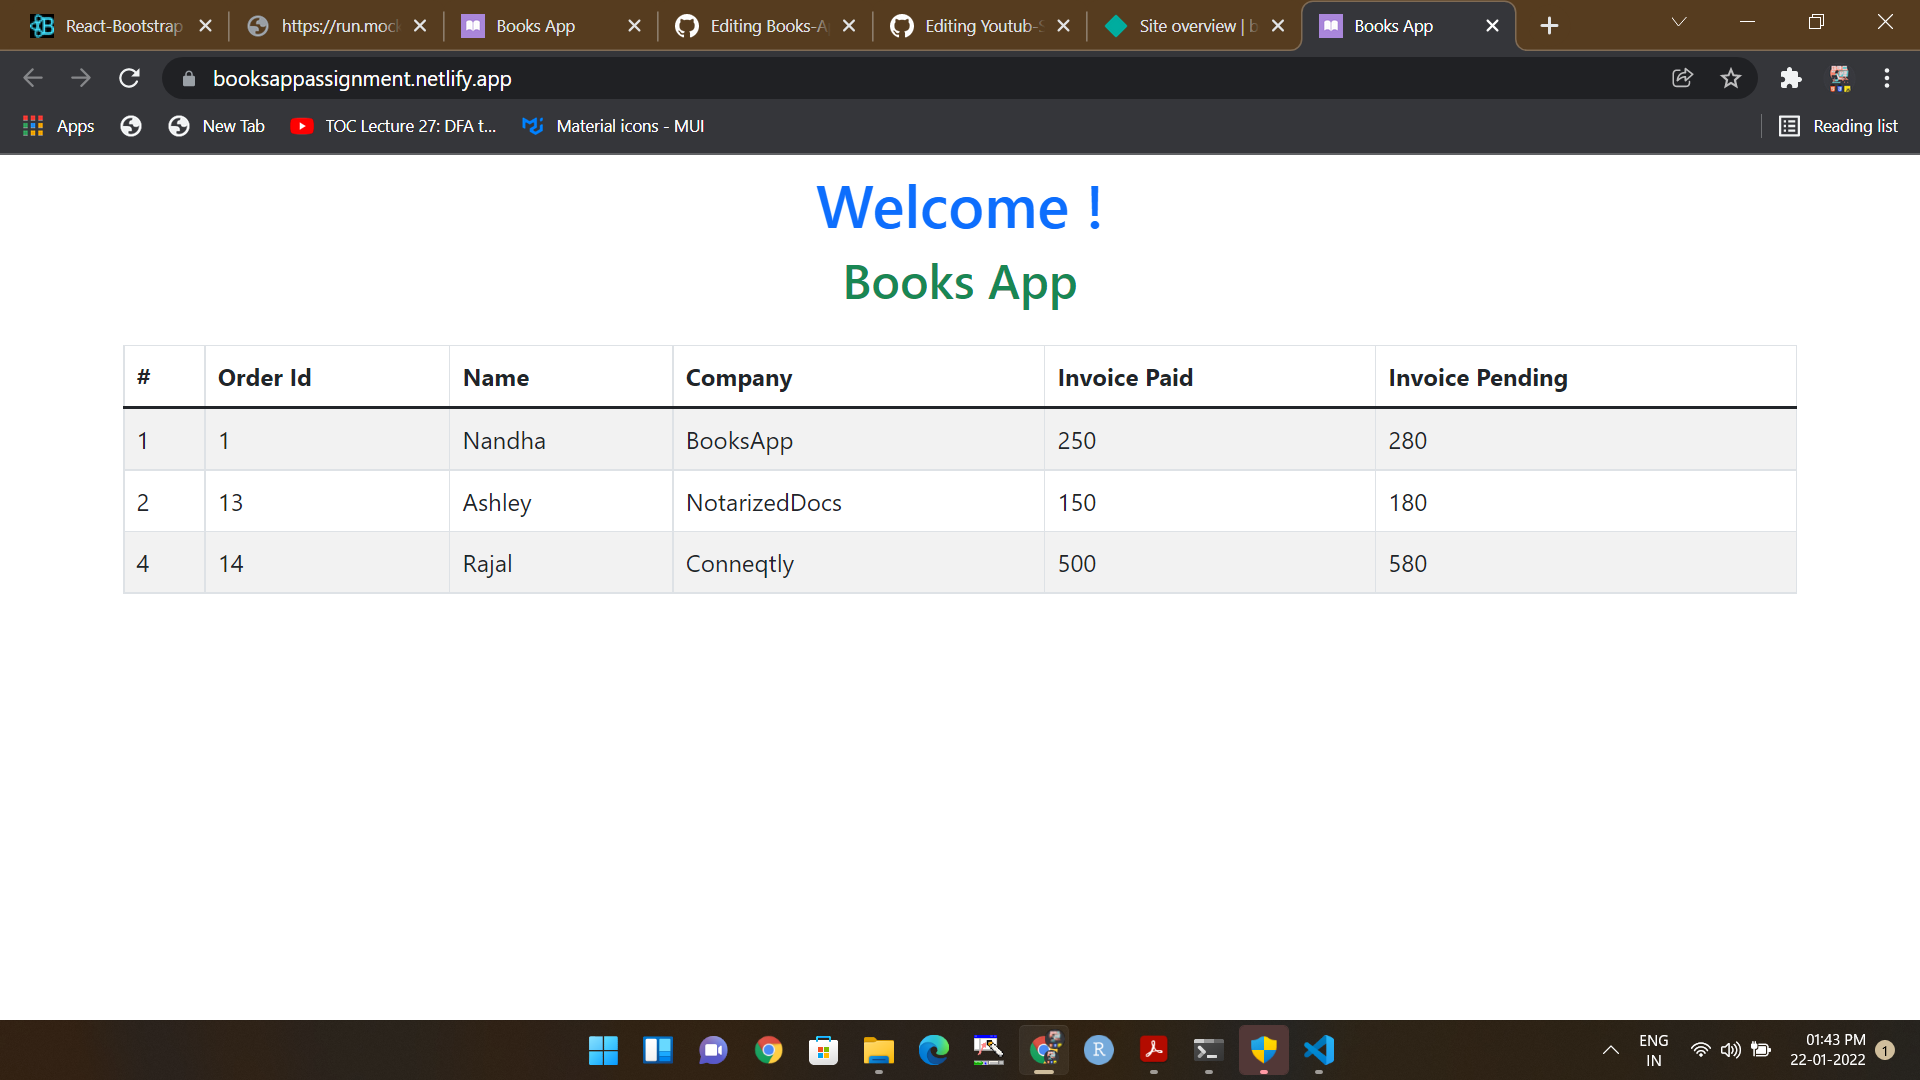 React-Bootstrap
https://run.mock
Books App
Editing Books-A
Editing Youtub-S
Site overview | b
Books App
booksappassignment.netlify.app
Apps
New Tab
TOC Lecture 27: DFA t...
Material icons - MUI
Reading list
Welcome !
Books App
# Order Id Name Company Invoice Paid Invoice Pending
1 1 Nandha BooksApp 250 280
2 13 Ashley NotarizedDocs 150 180
4 14 Rajal Conneqtly 500 580
R
ENG
IN
01:43 PM
22-01-2022
1